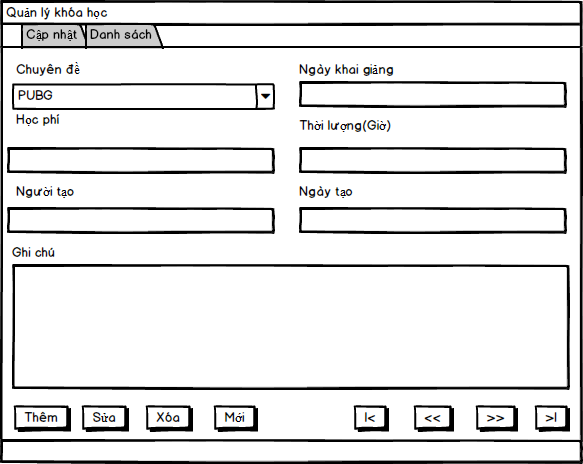 Quản lý khóa học
Cập nhật Danh sách
Chuyên đề Ngày khai giảng
PUBG
Học phí Thời lượng(Giờ)
Người tạo Ngày tạo
Ghi chú
Thêm Sửa Xóa Mới |< << >> >|